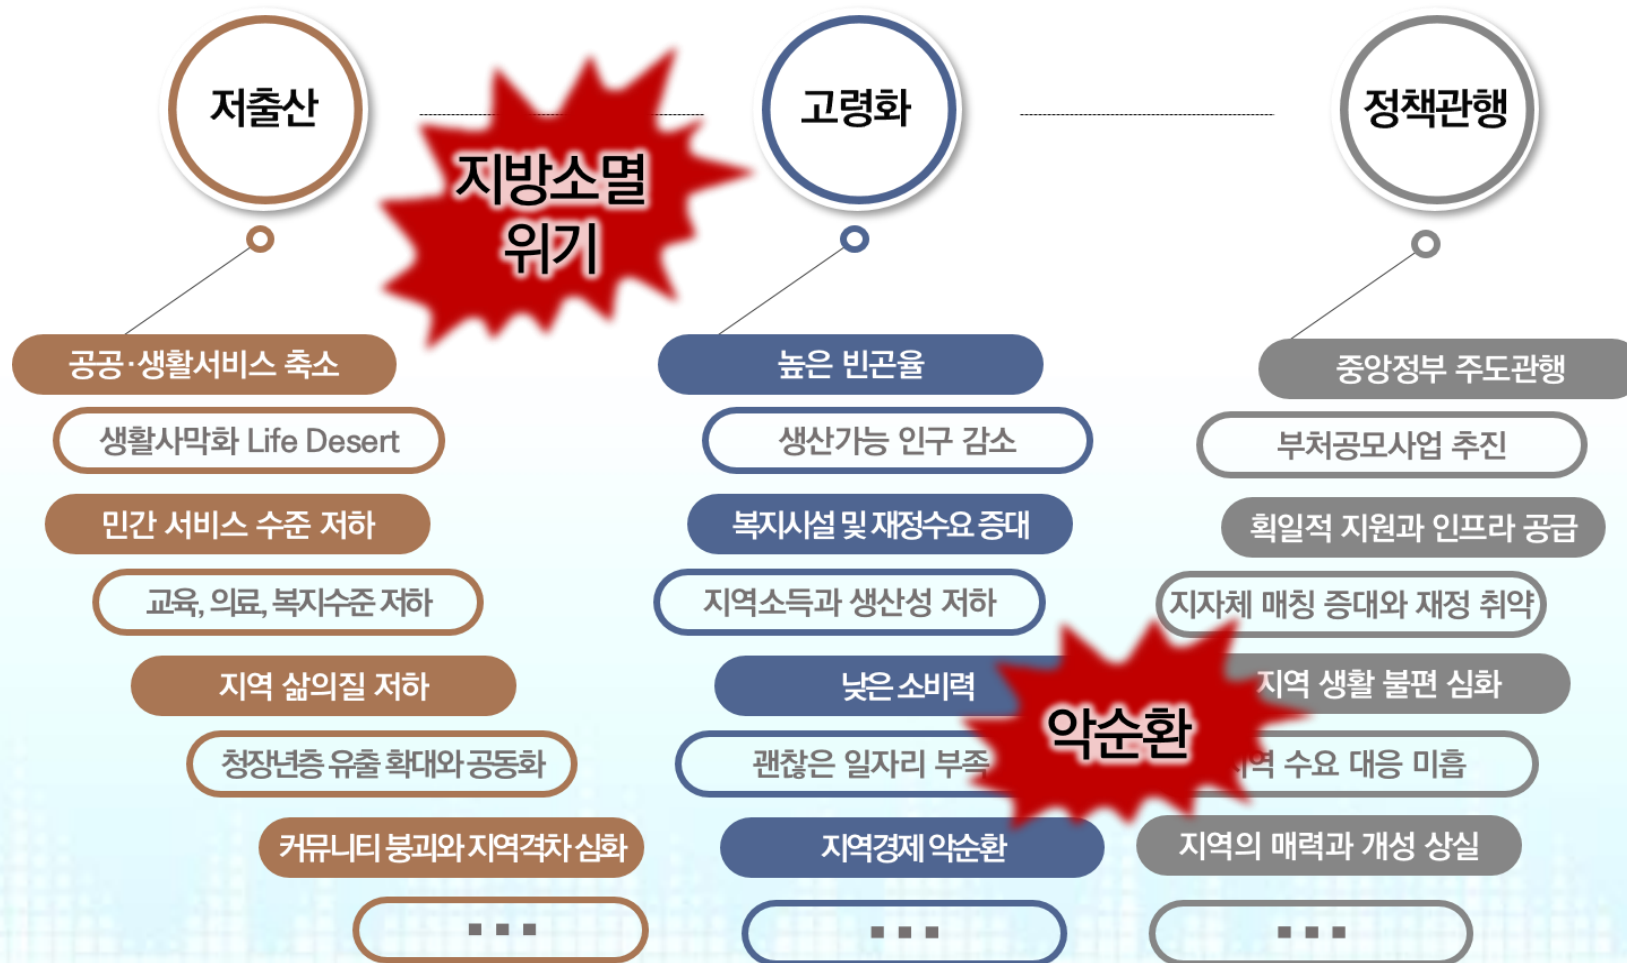 저출산
고령화
정책관행
지방소멸
위기
공공·생활서비스 축소
생활사막화 Life Desert
민간 서비스 수준 저하
교육, 의료, 복지수준 저하
지역 삶의질 저하
청장년층 유출 확대와 공동화
커뮤니티 붕괴와 지역격차 심화
▪ ▪ ▪
높은 빈곤율
생산가능 인구 감소
복지시설 및 재정수요 증대
지역소득과 생산성 저하
낮은 소비력
괜찮은 일자리 부족
지역경제 악순환
▪ ▪ ▪
악순환
중앙정부 주도관행
부처공모사업 추진
획일적 지원과 인프라 공급
지자체 매칭 증대와 재정 취약
지역 생활 불편 심화
지역 수요 대응 미흡
지역의 매력과 개성 상실
▪ ▪ ▪